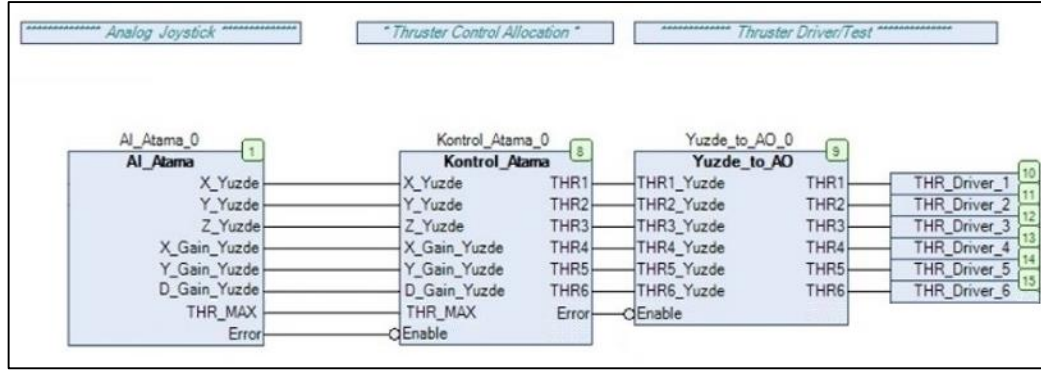 ************** Analog Joystick **************
* Thruster Control Allocation *
************** Thruster Driver/Test **************
AI_Atama_0
1
AI_Atama
X_Yuzde
Y_Yuzde
Z_Yuzde
X_Gain_Yuzde
Y_Gain_Yuzde
D_Gain_Yuzde
THR_MAX
Error
Kontrol_Atama_0
8
Kontrol_Atama
X_Yuzde THR1
Y_Yuzde THR2
Z_Yuzde THR3
X_Gain_Yuzde THR4
Y_Gain_Yuzde THR5
D_Gain_Yuzde THR6
THR_MAX Error
Enable
Yuzde_to_AO_0
9
Yuzde_to_AO
THR1_Yuzde THR1
THR2_Yuzde THR2
THR3_Yuzde THR3
THR4_Yuzde THR4
THR5_Yuzde THR5
THR6_Yuzde THR6
Enable
THR_Driver_1 10
THR_Driver_2 11
THR_Driver_3 12
THR_Driver_4 13
THR_Driver_5 14
THR_Driver_6 15